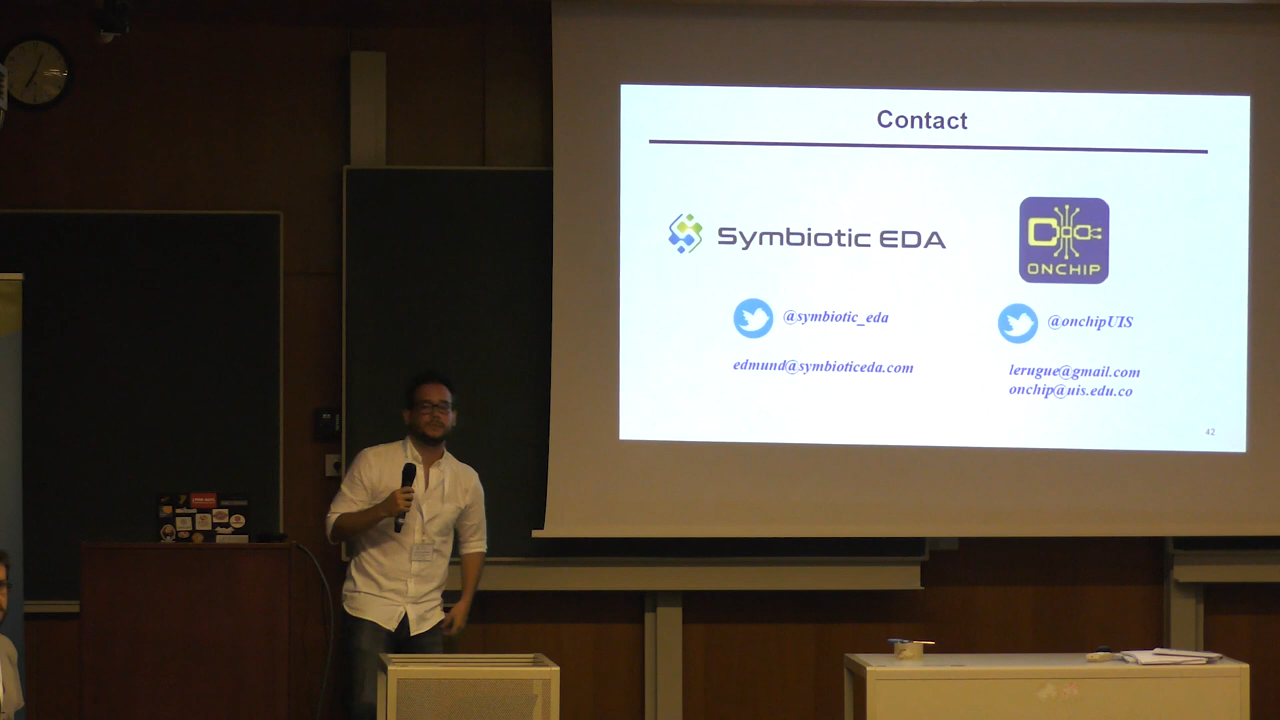 Contact
Symbiotic EDA
ONCHIP
@symbiotic_eda
@onchipUIS
edmund@symbioticeda.com
lerugue@gmail.com
onchip@uis.edu.co
42